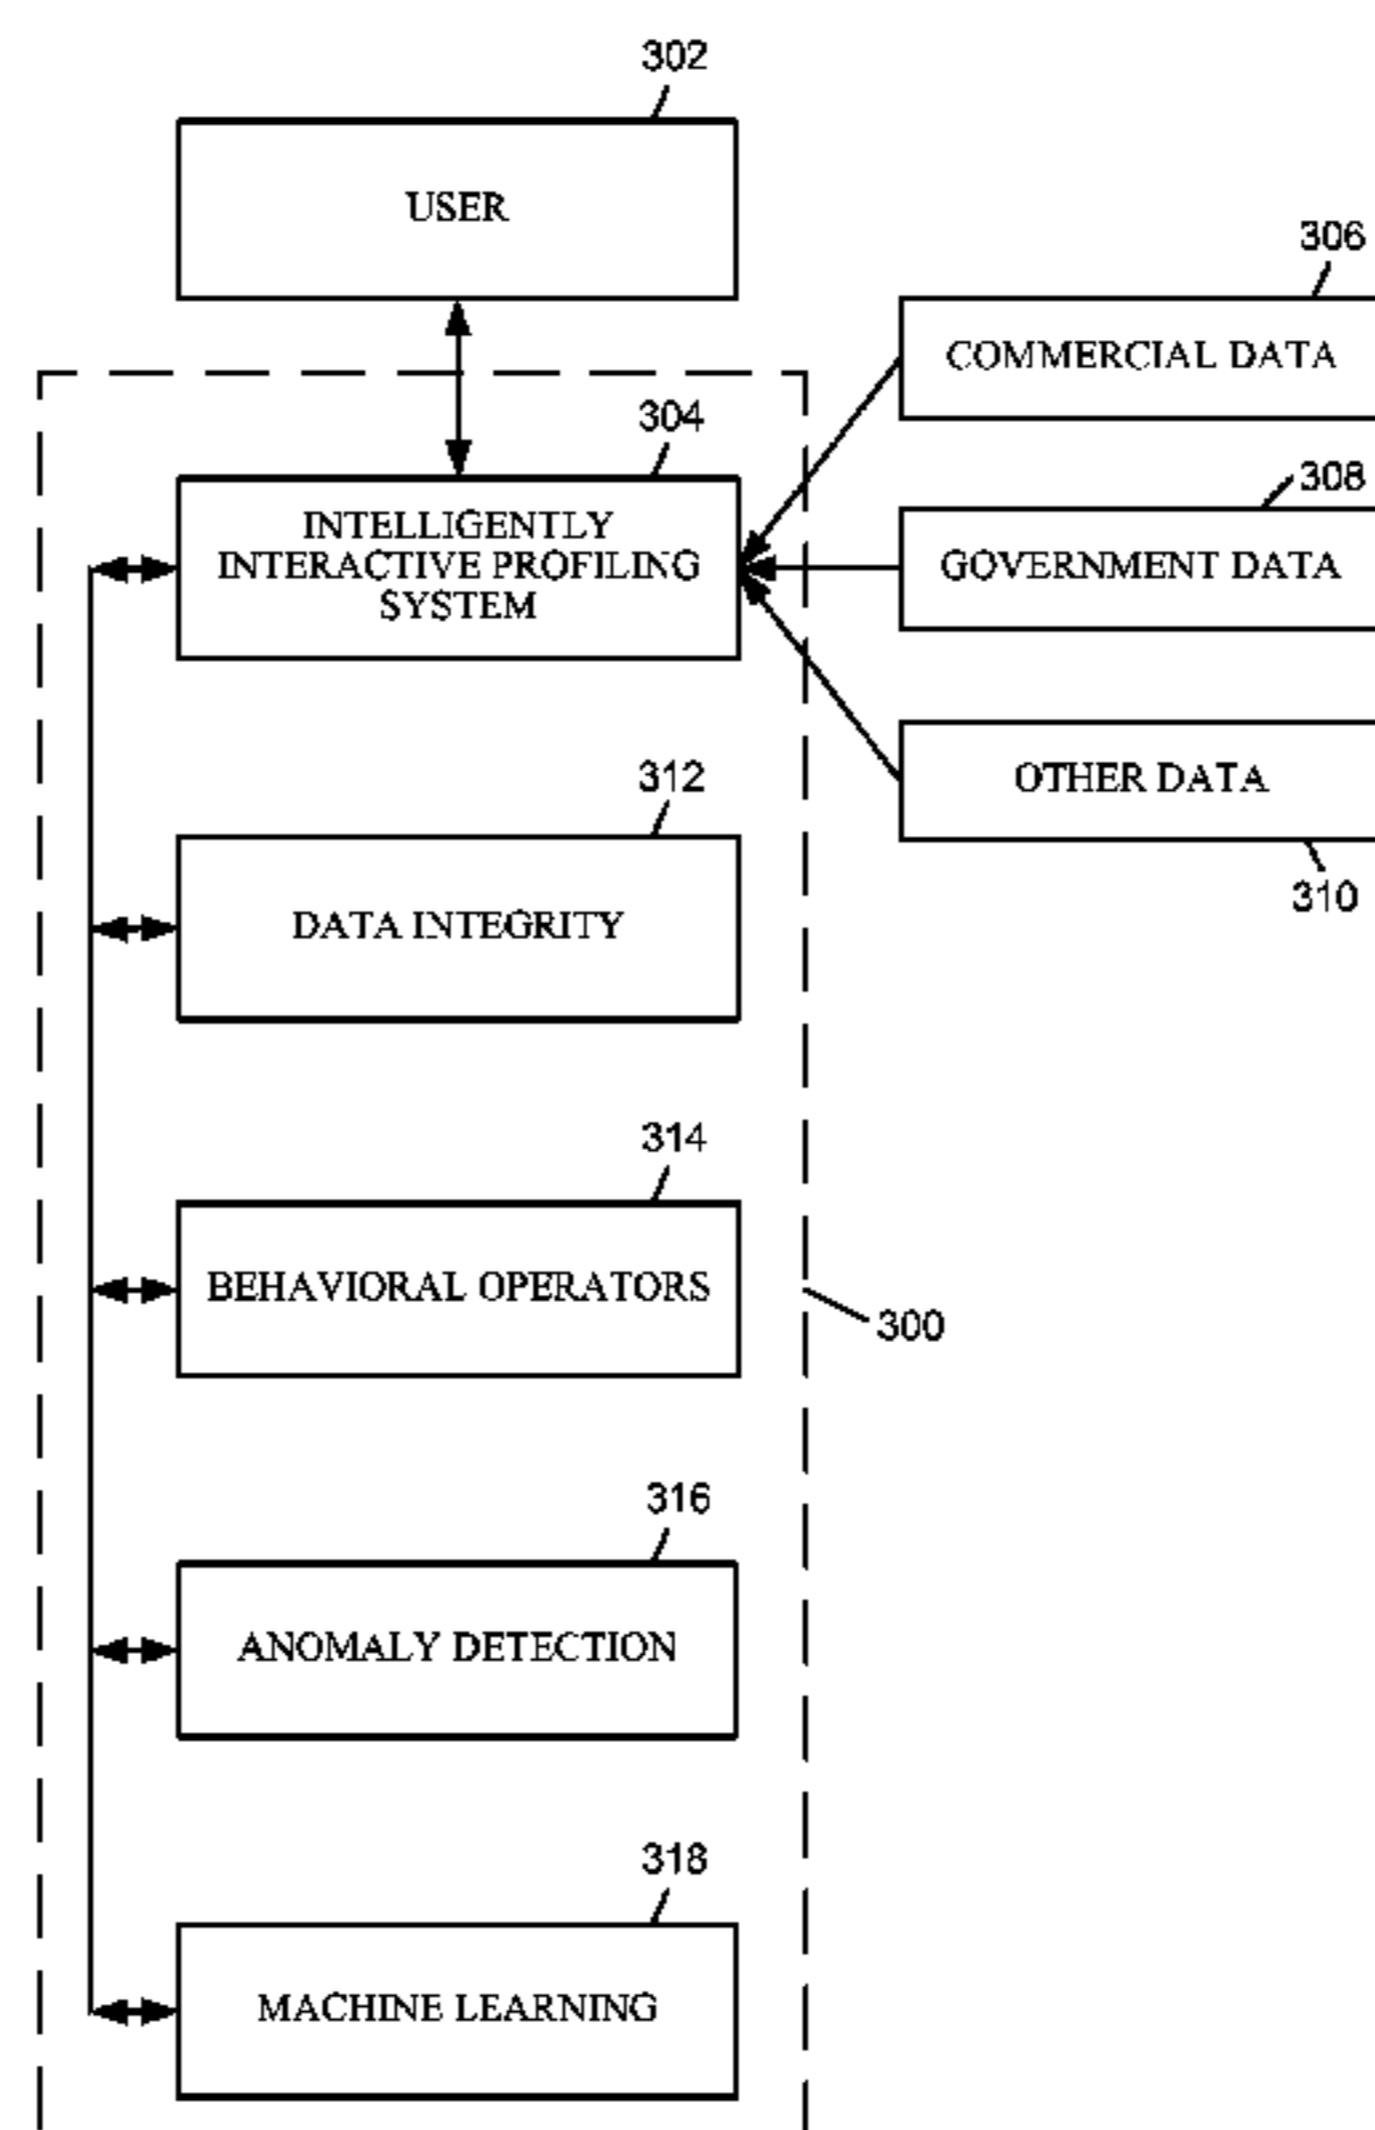 302
USER
306
COMMERCIAL DATA
304
308
INTELLIGENTLY
INTERACTIVE PROFILING
SYSTEM
GOVERNMENT DATA
312
OTHER DATA
310
DATA INTEGRITY
314
BEHAVIORAL OPERATORS
300
316
ANOMALY DETECTION
318
MACHINE LEARNING